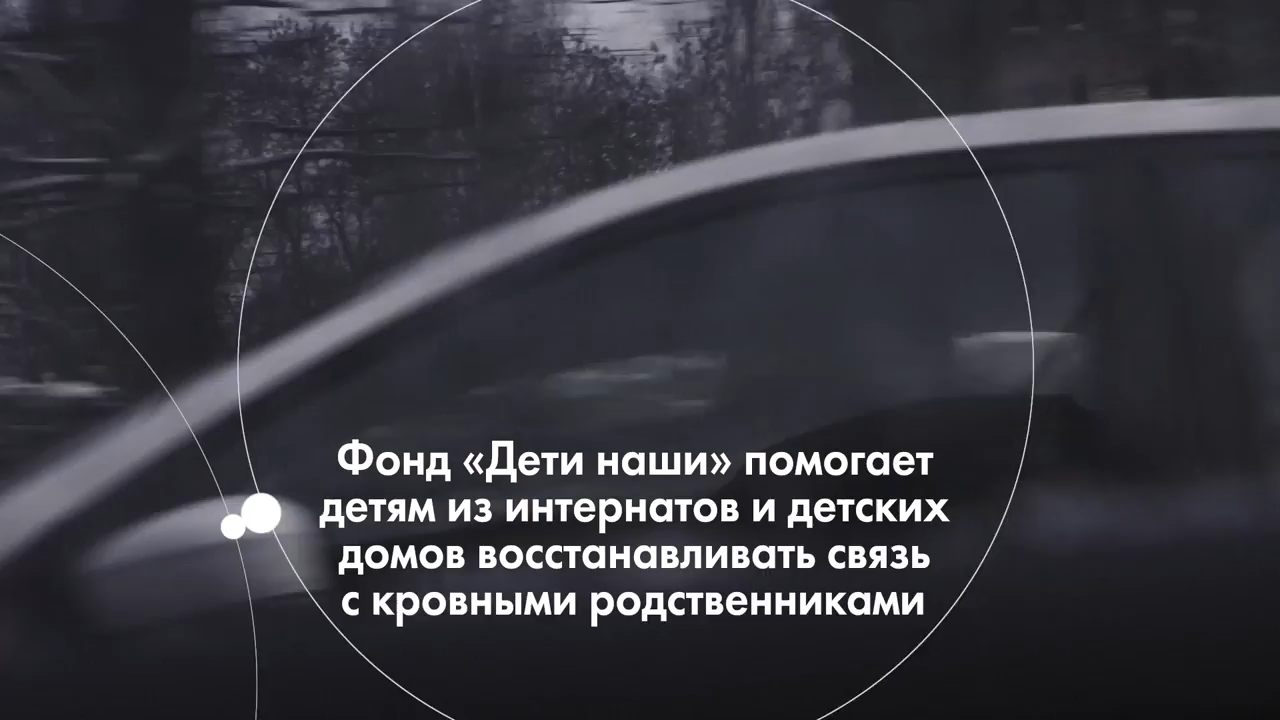 Фонд «Дети наши» помогает
детям из интернатов и детских
домов восстанавливать связь
с кровными родственниками